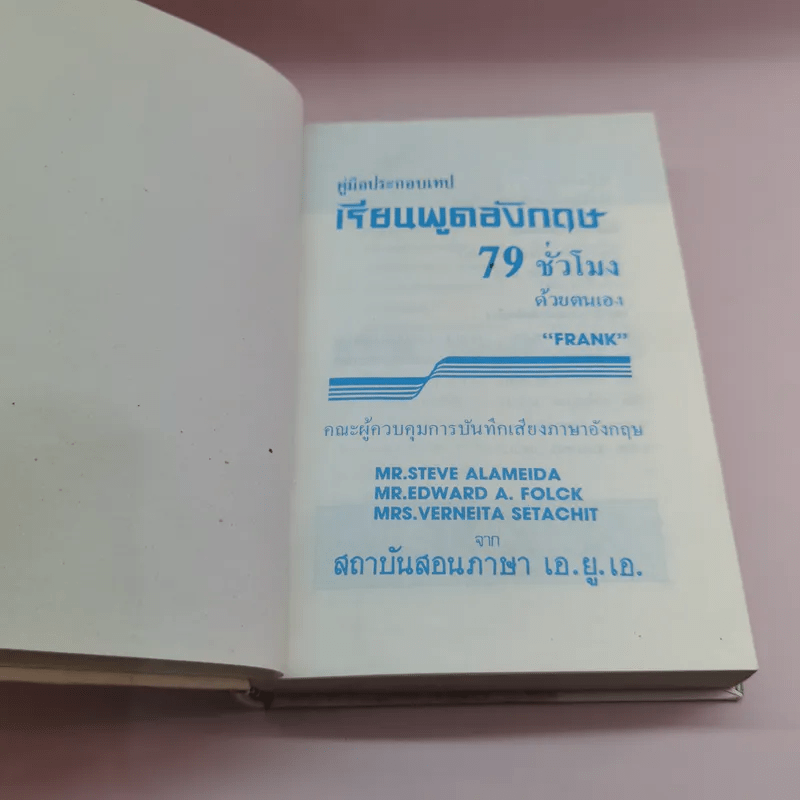 คู่มือประกอบเทป
เรียนพูดอังกฤษ
79 ชั่วโมง
ด้วยตนเอง
“FRANK”
คณะผู้ควบคุมการบันทึกเสียงภาษาอังกฤษ
MR.STEVE ALAMEIDA
MR.EDWARD A. FOLCK
MRS.VERNEITA SETACHIT
จาก
สถาบันสอนภาษา เอ.ยู.เอ.